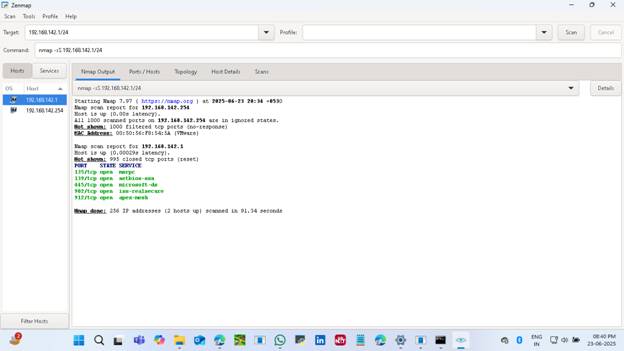 Zenmap
Scan Tools Profile Help
Target: 192.168.142.1/24 Profile: Scan Cancel
Command: nmap -sS 192.168.142.1/24
Hosts Services Nmap Output Ports / Hosts Topology Host Details Scans
OS Host nmap -sS 192.168.142.1/24 Details
192.168.142.1
192.168.142.254
Starting Nmap 7.97 ( https://nmap.org ) at 2025-06-23 20:34 +0530
Nmap scan report for 192.168.142.254
Host is up (0.00s latency).
All 1000 scanned ports on 192.168.142.254 are in ignored states.
Not shown: 1000 filtered tcp ports (no-response)
MAC Address: 00:50:56:F8:54:5A (VMware)
Nmap scan report for 192.168.142.1
Host is up (0.00029s latency).
Not shown: 995 closed tcp ports (reset)
PORT STATE SERVICE
135/tcp open msrpc
139/tcp open netbios-ssn
445/tcp open microsoft-ds
902/tcp open iss-realsecure
912/tcp open apex-mesh
Nmap done: 256 IP addresses (2 hosts up) scanned in 91.34 seconds
Filter Hosts
2
ENG
IN
08:40 PM
23-06-2025